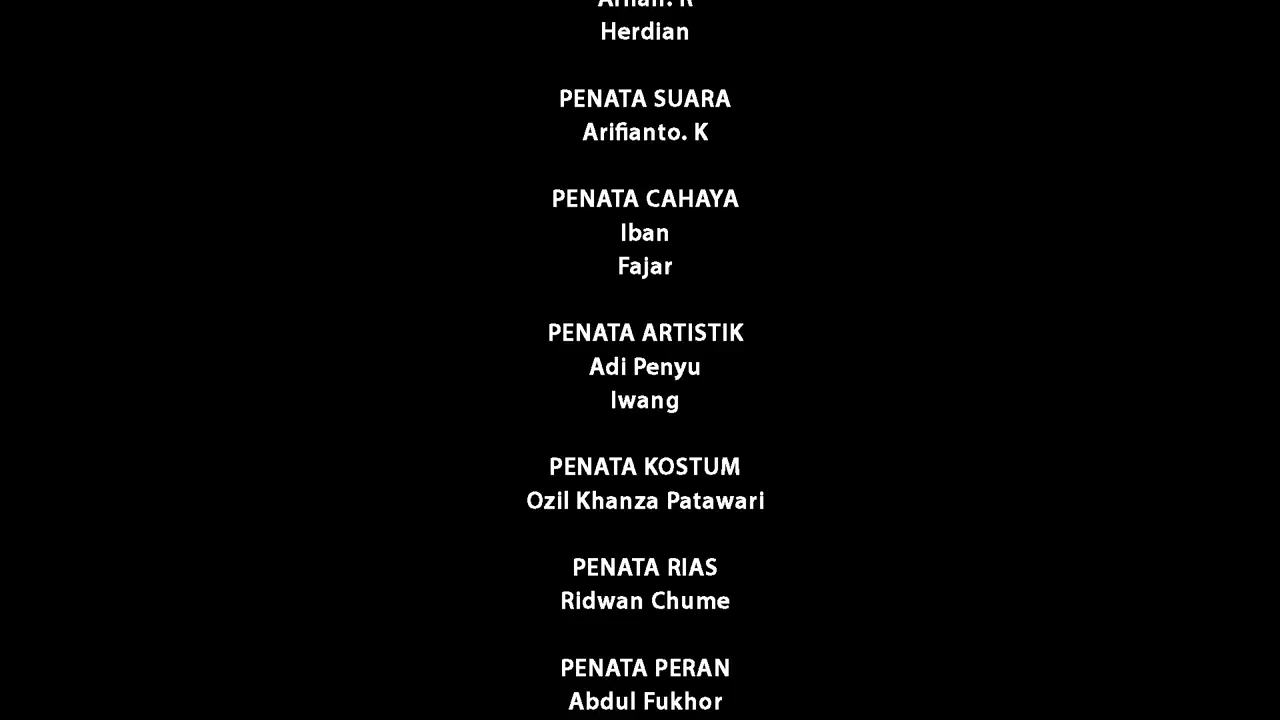 Herdian
PENATA SUARA
Arifianto. K
PENATA CAHAYA
Iban
Fajar
PENATA ARTISTIK
Adi Penyu
Iwang
PENATA KOSTUM
Ozil Khanza Patawari
PENATA RIAS
Ridwan Chume
PENATA PERAN
Abdul Fukhor